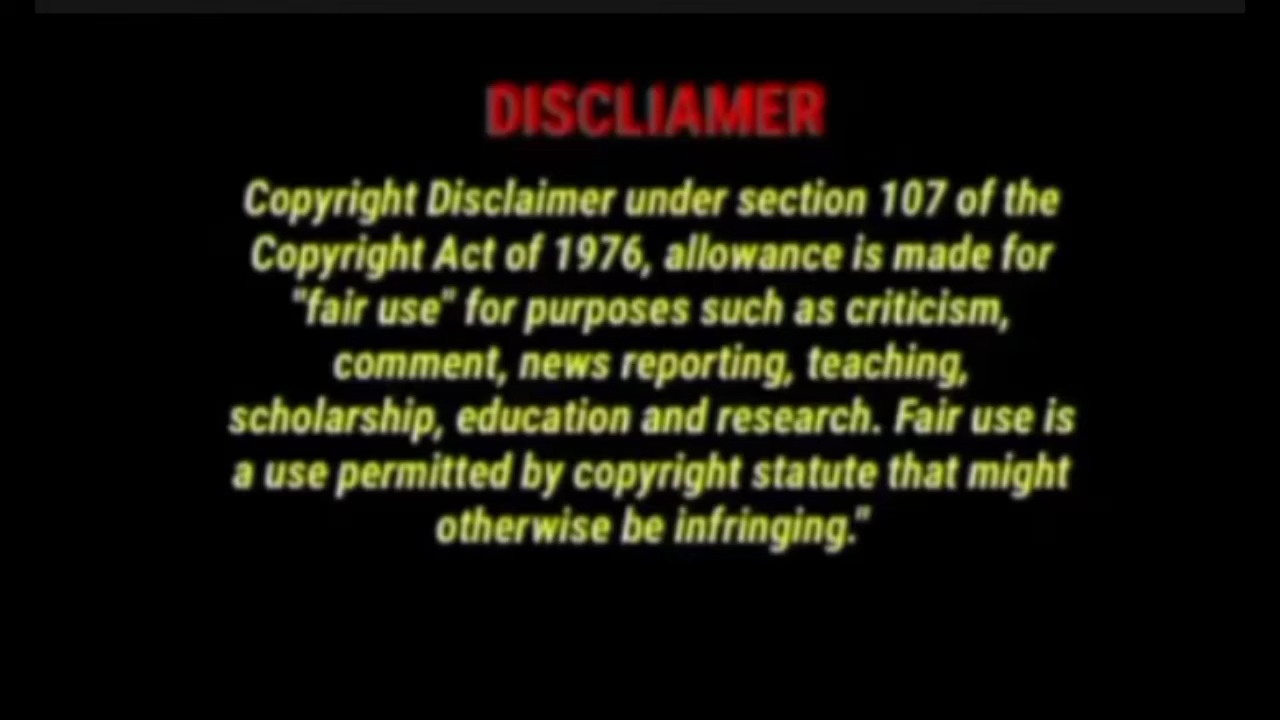 DISCLIAMER
Copyright Disclaimer under section 107 of the
Copyright Act of 1976, allowance is made for
"fair use" for purposes such as criticism,
comment, news reporting, teaching,
scholarship, education and research. Fair use is
a use permitted by copyright statute that might
otherwise be infringing."